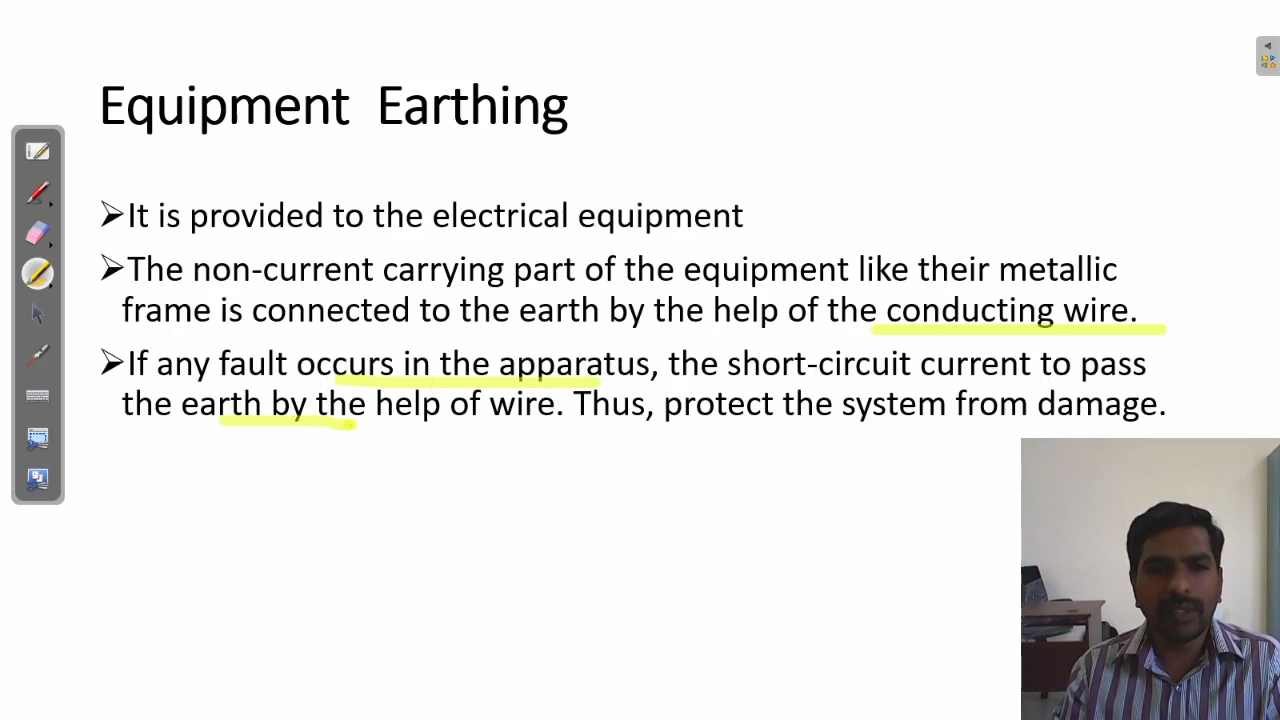 Equipment Earthing
➢It is provided to the electrical equipment
➢The non-current carrying part of the equipment like their metallic
frame is connected to the earth by the help of the conducting wire.
➢If any fault occurs in the apparatus, the short-circuit current to pass
the earth by the help of wire. Thus, protect the system from damage.